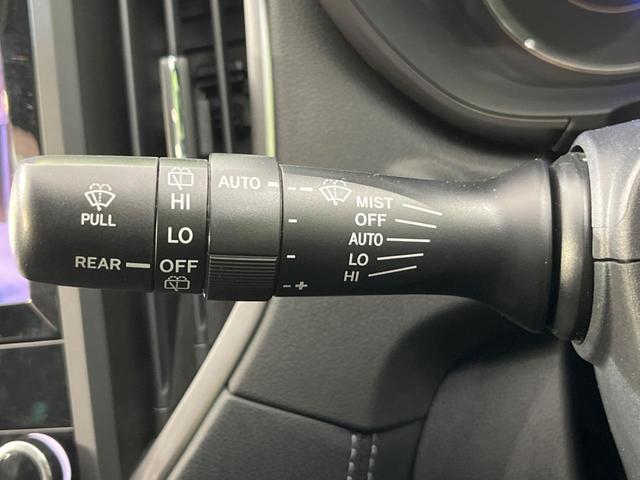 PULL
REAR
HI
LO
OFF
AUTO
- +
MIST
OFF
AUTO
LO
HI